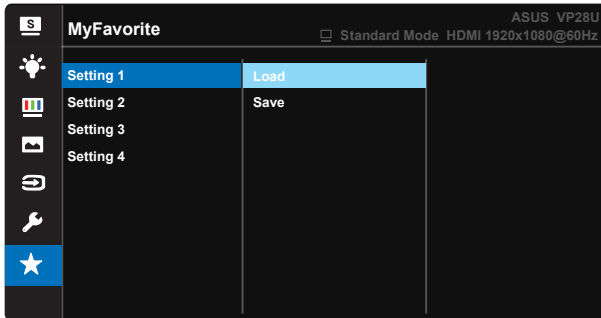 S
MyFavorite
ASUS VP28U
Standard Mode HDMI 1920x1080@60Hz
Setting 1
Load
Setting 2
Save
Setting 3
Setting 4